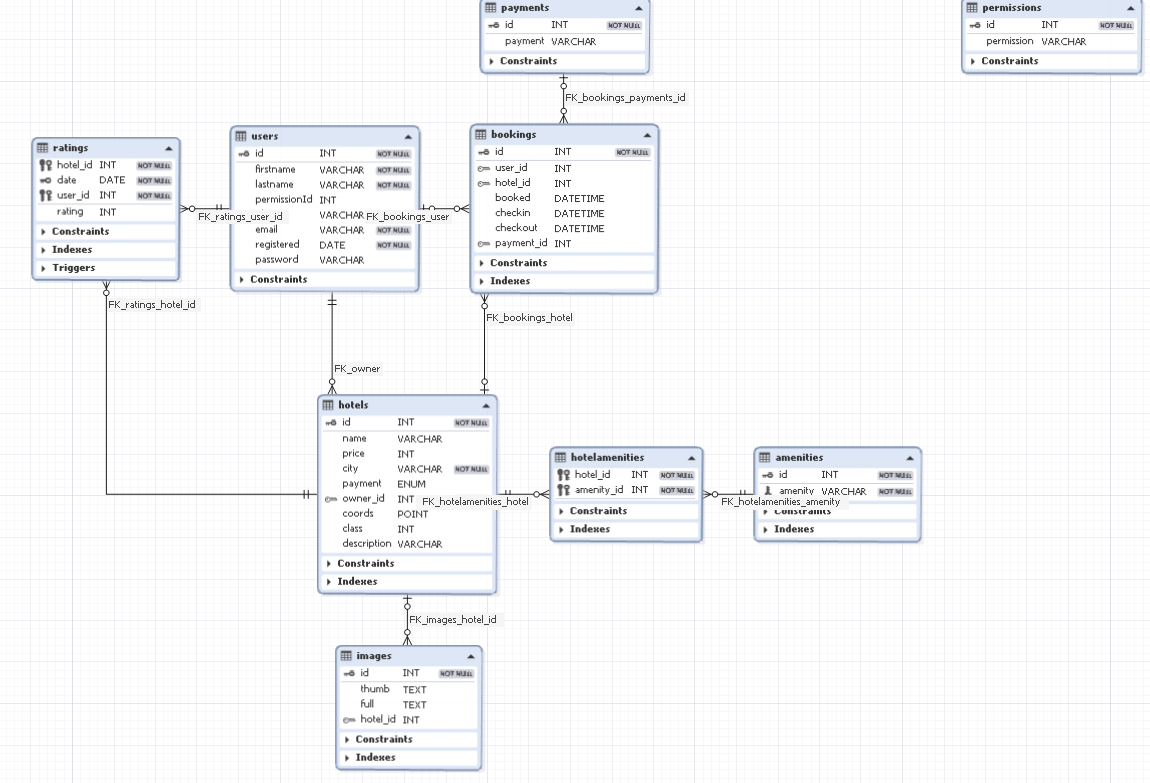 payments
id INT NOT NULL
payment VARCHAR
Constraints
permissions
id INT NOT NULL
permission VARCHAR
Constraints
FK_bookings_payments_id
ratings
hotel_id INT NOT NULL
date DATE NOT NULL
user_id INT NOT NULL
rating INT
Constraints
Indexes
Triggers
FK_ratings_user_id
users
id INT NOT NULL
firstname VARCHAR NOT NULL
lastname VARCHAR NOT NULL
permissionId INT
VARCHAR
email VARCHAR NOT NULL
registered DATE NOT NULL
password VARCHAR
Constraints
FK_bookings_user
bookings
id INT NOT NULL
user_id INT
hotel_id INT
booked DATETIME
checkin DATETIME
checkout DATETIME
payment_id INT
Constraints
Indexes
FK_ratings_hotel_id
FK_bookings_hotel
FK_owner
hotels
id INT NOT NULL
name VARCHAR
price INT
city VARCHAR NOT NULL
payment ENUM
owner_id INT
coords POINT
class INT
description VARCHAR
Constraints
Indexes
FK_hotelamenities_hotel
hotelamenities
hotel_id INT NOT NULL
amenity_id INT NOT NULL
Constraints
Indexes
FK_hotelamenities_amenity
amenities
id INT NOT NULL
amenity VARCHAR NOT NULL
Constraints
Indexes
FK_images_hotel_id
images
id INT NOT NULL
thumb TEXT
full TEXT
hotel_id INT
Constraints
Indexes